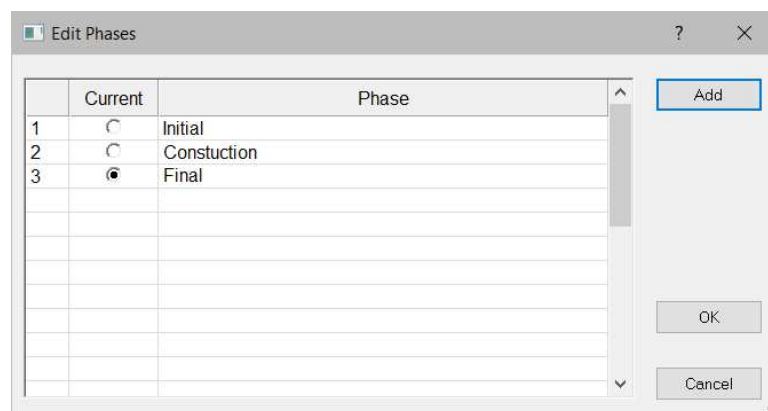 Edit Phases ?
Current Phase Add
1 Initial
2 Constuction
3 Final
OK
Cancel